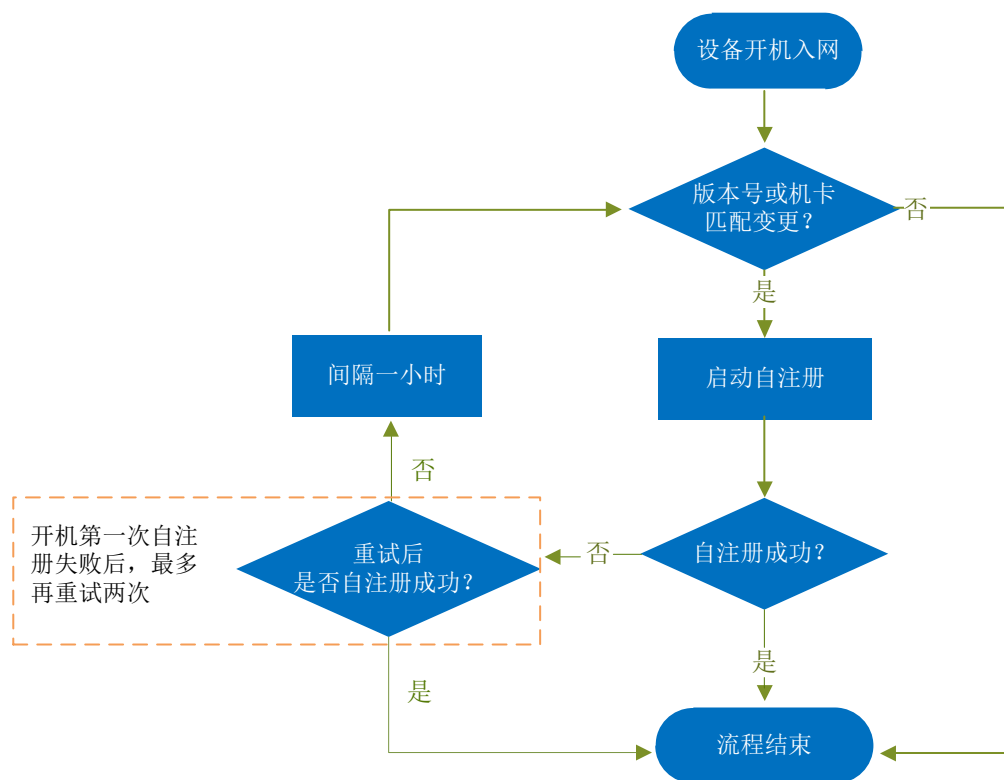 设备开机入网
版本号或机卡
匹配变更？
否
是
间隔一小时
启动自注册
否
开机第一次自注
册失败后，最多
再重试两次
重试后
是否自注册成功？
否
自注册成功？
是
是
流程结束